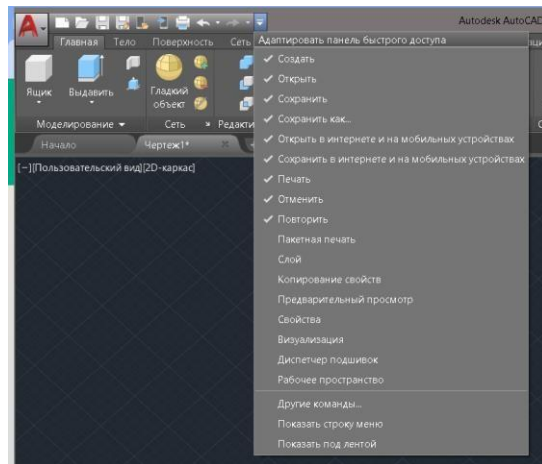 Autodesk AutoCAD
Главная Тело Поверхность Сеть
Ящик Выдавить Гладкий объект
Моделирование Сеть Редакти
Начало Чертеж1*
[−][Пользовательский вид][2D-каркас]
Адаптировать панель быстрого доступа
Создать
Открыть
Сохранить
Сохранить как...
Открыть в интернете и на мобильных устройствах
Сохранить в интернете и на мобильных устройствах
Печать
Отменить
Повторить
Пакетная печать
Слой
Копирование свойств
Предварительный просмотр
Свойства
Визуализация
Диспетчер подшивок
Рабочее пространство
Другие команды...
Показать строку меню
Показать под лентой